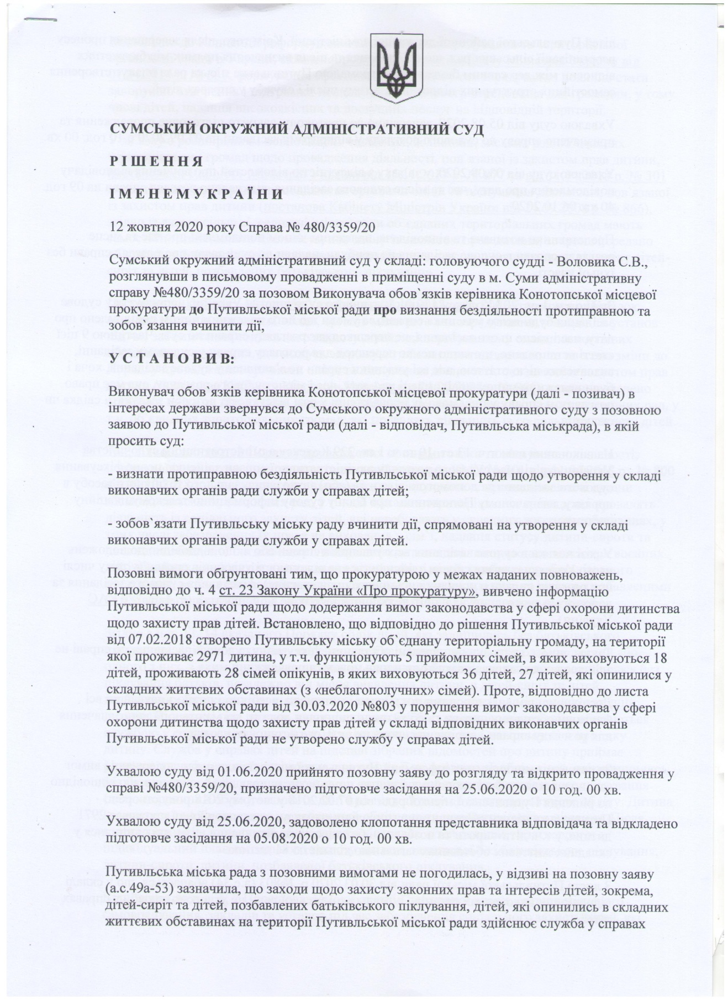 СУМСЬКИЙ ОКРУЖНИЙ АДМІНІСТРАТИВНИЙ СУД
Р І Ш Е Н Н Я
І М Е Н Е М У К Р А Ї Н И
12 жовтня 2020 року Справа № 480/3359/20
Сумський окружний адміністративний суд у складі: головуючого судді - Воловика С.В.,
розглянувши в письмовому провадженні в приміщенні суду в м. Суми адміністративну
справу №480/3359/20 за позовом Виконувача обов`язків керівника Конотопської місцевої
прокуратури до Путивльської міської ради про визнання бездіяльності протиправною та
зобов`язання вчинити дії,
У С Т А Н О В И В:
Виконувач обов`язків керівника Конотопської місцевої прокуратури (далі - позивач) в
інтересах держави звернувся до Сумського окружного адміністративного суду з позовною
заявою до Путивльської міської ради (далі - відповідач, Путивльська міськрада), в якій
просить суд:
- визнати протиправною бездіяльність Путивльської міської ради щодо утворення у складі
виконавчих органів ради служби у справах дітей;
- зобов`язати Путивльську міську раду вчинити дії, спрямовані на утворення у складі
виконавчих органів ради служби у справах дітей.
Позовні вимоги обґрунтовані тим, що прокуратурою у межах наданих повноважень,
відповідно до ч. 4 ст. 23 Закону України «Про прокуратуру», вивчено інформацію
Путивльської міської ради щодо додержання вимог законодавства у сфері охорони дитинства
щодо захисту прав дітей. Встановлено, що відповідно до рішення Путивльської міської ради
від 07.02.2018 створено Путивльську міську об`єднану територіальну громаду, на території
якої проживає 2971 дитина, у т.ч. функціонують 5 прийомних сімей, в яких виховуються 18
дітей, проживають 28 сімей опікунів, в яких виховуються 36 дітей, 27 дітей, які опинилися у
складних життєвих обставинах (з «неблагополучних» сімей). Проте, відповідно до листа
Путивльської міської ради від 30.03.2020 №803 у порушення вимог законодавства у сфері
охорони дитинства щодо захисту прав дітей у складі відповідних виконавчих органів
Путивльської міської ради не утворено службу у справах дітей.
Ухвалою суду від 01.06.2020 прийнято позовну заяву до розгляду та відкрито провадження у
справі №480/3359/20, призначено підготовче засідання на 25.06.2020 о 10 год. 00 хв.
Ухвалою суду від 25.06.2020, задоволено клопотання представника відповідача та відкладено
підготовче засідання на 05.08.2020 о 10 год. 00 хв.
Путивльська міська рада з позовними вимогами не погодилась, у відзиві на позовну заяву
(а.с.49а-53) зазначила, що заходи щодо захисту законних прав та інтересів дітей, зокрема,
дітей-сиріт та дітей, позбавлених батьківського піклування, дітей, які опинились в складних
життєвих обставинах на території Путивльської міської ради здійснює служба у справах